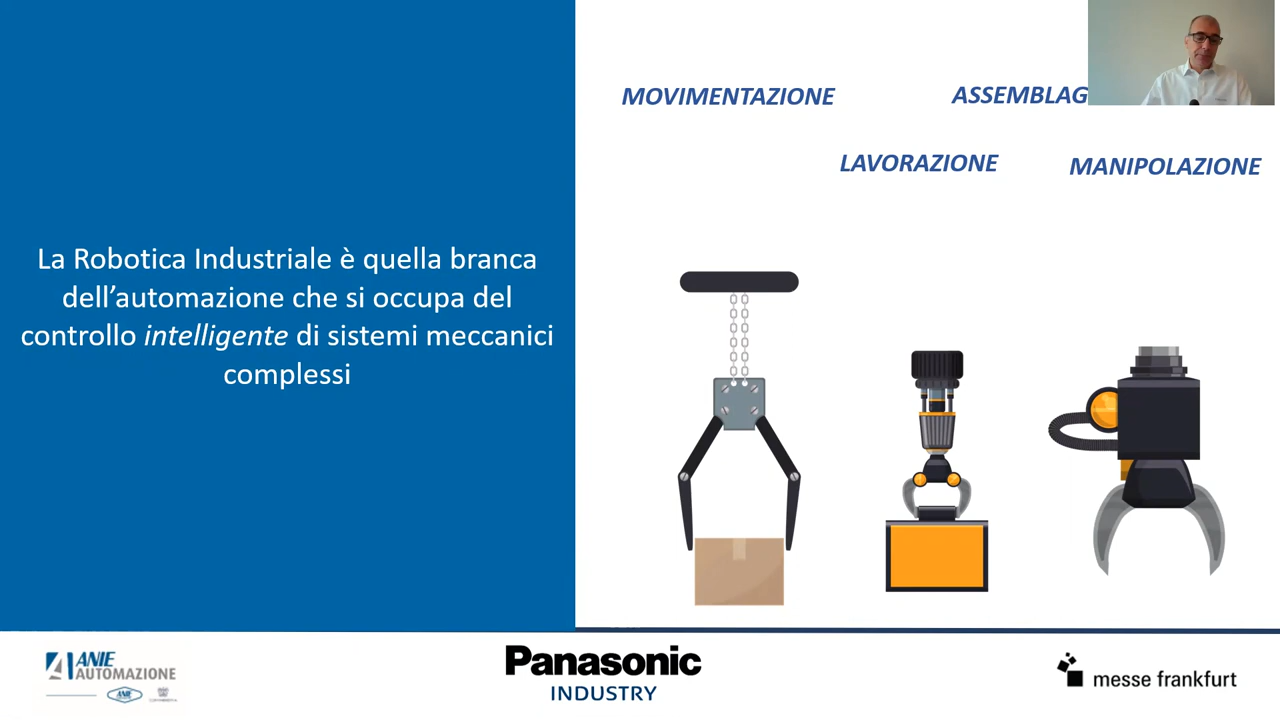 MOVIMENTAZIONE
ASSEMBLAG
LAVORAZIONE
MANIPOLAZIONE
La Robotica Industriale è quella branca
dell’automazione che si occupa del
controllo intelligente di sistemi meccanici
complessi
ANIE
AUTOMAZIONE
ANIE
Panasonic
INDUSTRY
messe frankfurt